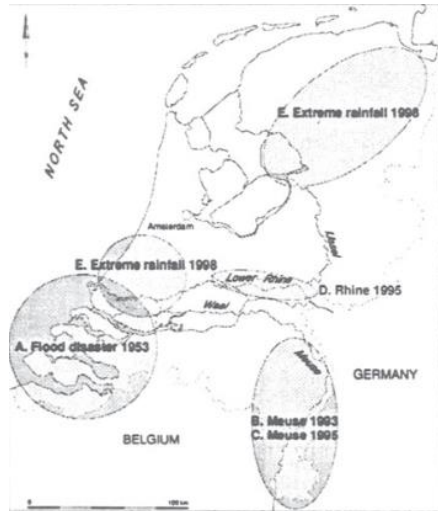 NORTH SEA
E. Extreme rainfall 1998
Amsterdam
IJssel
E. Extreme rainfall 1998
Lower Rhine
D. Rhine 1995
Waal
A. Flood disaster 1953
Meuse
GERMANY
B. Meuse 1993
C. Meuse 1995
BELGIUM
0
100 km